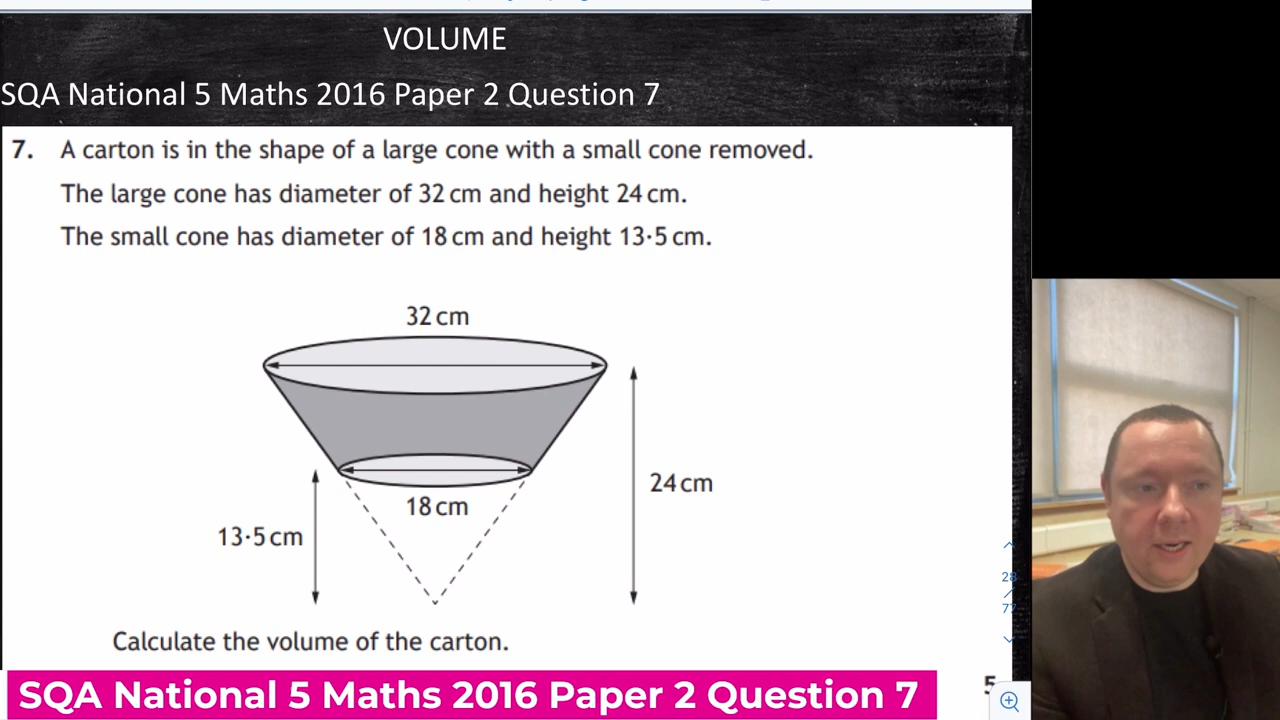 VOLUME
SQA National 5 Maths 2016 Paper 2 Question 7
7. A carton is in the shape of a large cone with a small cone removed.
The large cone has diameter of 32 cm and height 24 cm.
The small cone has diameter of 18 cm and height 13·5 cm.
32 cm
24 cm
18 cm
13·5 cm
28
/
77
Calculate the volume of the carton.
5
SQA National 5 Maths 2016 Paper 2 Question 7